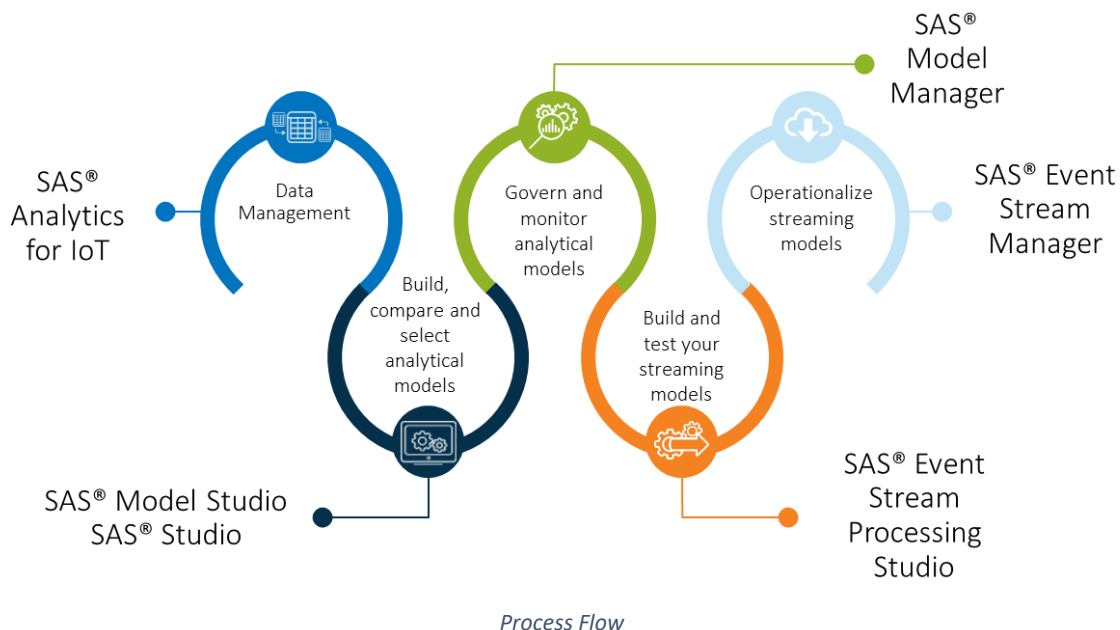 SAS®
Analytics
for IoT
Data
Management
Build,
compare and
select
analytical
models
SAS® Model Studio
SAS® Studio
Govern and
monitor
analytical
models
SAS®
Model
Manager
Build and
test your
streaming
models
SAS® Event
Stream
Processing
Studio
Operationalize
streaming
models
SAS® Event
Stream
Manager
Process Flow